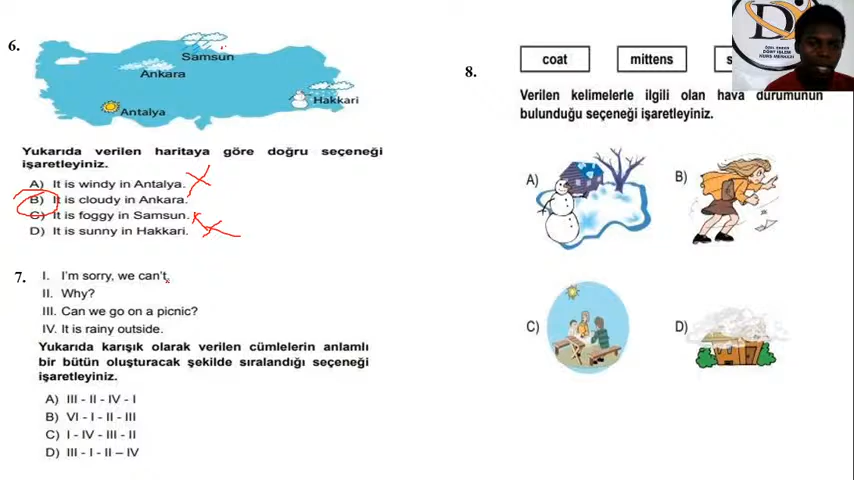 6.
Samsun
Ankara
Hakkari
Antalya
Yukarıda verilen haritaya göre doğru seçeneği
işaretleyiniz.
A) It is windy in Antalya.
B) It is cloudy in Ankara.
C) It is foggy in Samsun.
D) It is sunny in Hakkari.
7.
I. I'm sorry, we can't.
II. Why?
III. Can we go on a picnic?
IV. It is rainy outside.
Yukarıda karışık olarak verilen cümlelerin anlamlı
bir bütün oluşturacak şekilde sıralandığı seçeneği
işaretleyiniz.
A) III - II - IV - I
B) VI - I - II - III
C) I - IV - III - II
D) III - I - II – IV
8.
coat mittens s
Verilen kelimelerle ilgili olan hava durumunun
bulunduğu seçeneği işaretleyiniz.
A)
B)
C)
D)